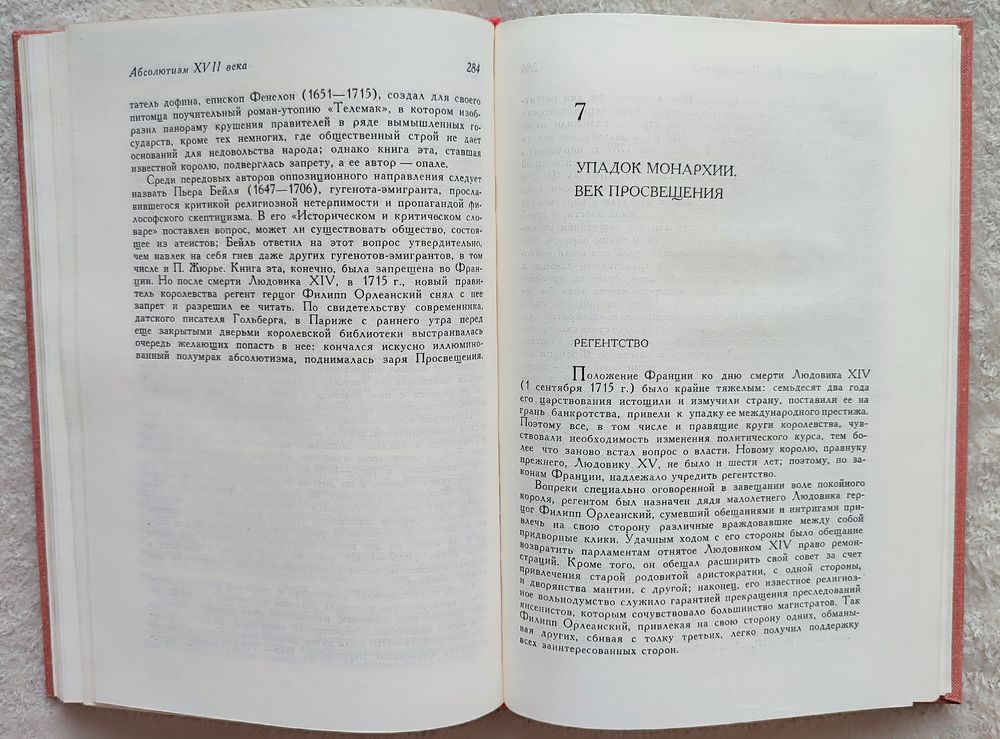 Абсолютизм XVII века
284
татель дофина, епископ Фенелон (1651—1715), создал для своего
питомца поучительный роман-утопию «Телемак», в котором изоб-
разил панораму крушения правителей в ряде вымышленных го-
сударств, кроме тех немногих, где общественный строй не дает
оснований для недовольства народа; однако книга эта, ставшая
известной королю, подверглась запрету, а ее автор — опале.
Среди передовых авторов оппозиционного направления следует
назвать Пьера Бейля (1647—1706), гугенота-эмигранта, просла-
вившегося критикой религиозной нетерпимости и пропагандой фи-
лософского скептицизма. В его «Историческом и критическом сло-
варе» поставлен вопрос, может ли существовать общество, состоя-
щее из атеистов; Бейль ответил на этот вопрос утвердительно,
чем навлек на себя гнев даже других гугенотов-эмигрантов, в том
числе и П. Жюрье. Книга эта, конечно, была запрещена во Фран-
ции. Но после смерти Людовика XIV, в 1715 г., новый прави-
тель королевства регент герцог Филипп Орлеанский снял с нее
запрет и разрешил ее читать. По свидетельству современника,
датского писателя Гольберга, в Париже с раннего утра перед
еще закрытыми дверьми королевской библиотеки выстраивалась
очередь желающих попасть в нее: кончался искусно иллюмино-
ванный полумрак абсолютизма, поднималась заря Просвещения.
7
УПАДОК МОНАРХИИ.
ВЕК ПРОСВЕЩЕНИЯ
РЕГЕНТСТВО
Положение Франции ко дню смерти Людовика XIV
(1 сентября 1715 г.) было крайне тяжелым: семьдесят два года
его царствования истощили и измучили страну, поставили ее на
грань банкротства, привели к упадку ее международного престижа.
Поэтому все, в том числе и правящие круги королевства, чув-
ствовали необходимость изменения политического курса, тем бо-
лее что заново встал вопрос о власти. Новому королю, правнуку
прежнего, Людовику XV, не было и шести лет; поэтому, по за-
конам Франции, надлежало учредить регентство.
Вопреки специально оговоренной в завещании воле покойного
короля, регентом был назначен дядя малолетнего Людовика гер-
цог Филипп Орлеанский, сумевший обещаниями и интригами при-
влечь на свою сторону различные враждовавшие между собой
придворные клики. Удачным ходом с его стороны было обещание
возвратить парламентам отнятое Людовиком XIV право ремон-
страций. Кроме того, он обещал расширить свой совет за счет
привлечения старой родовитой аристократии, с одной стороны,
и дворянства мантии, с другой; наконец, его известное религиоз-
ное вольнодумство служило гарантией прекращения преследований
янсенистов, которым сочувствовало большинство магистратов. Так
Филипп Орлеанский, привлекая на свою сторону одних, обманы-
вая других, сбивая с толку третьих, легко получил поддержку
всех заинтересованных сторон.
www.ay.by